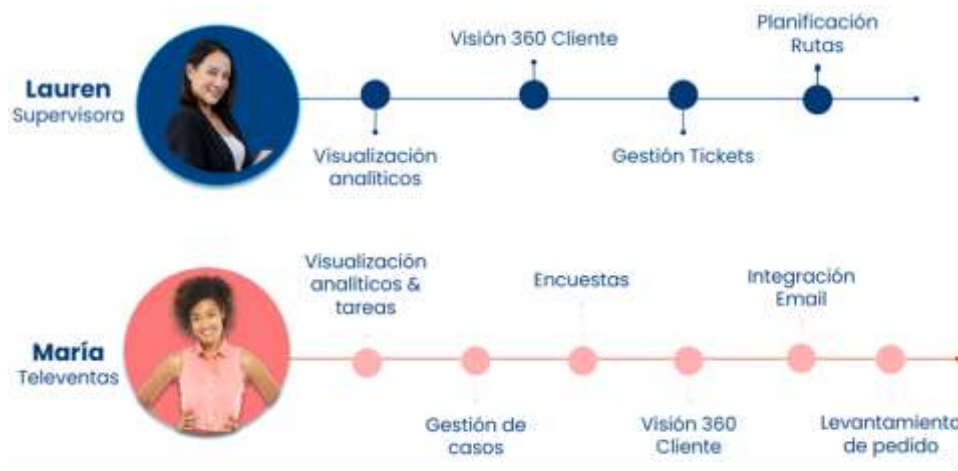 Lauren
Supervisora
Visualización
analíticos
Visión 360 Cliente
Gestión Tickets
Planificación
Rutas
María
Televentas
Visualización
analíticos &
tareas
Gestión de
casos
Encuestas
Visión 360
Cliente
Integración
Email
Levantamiento
de pedido